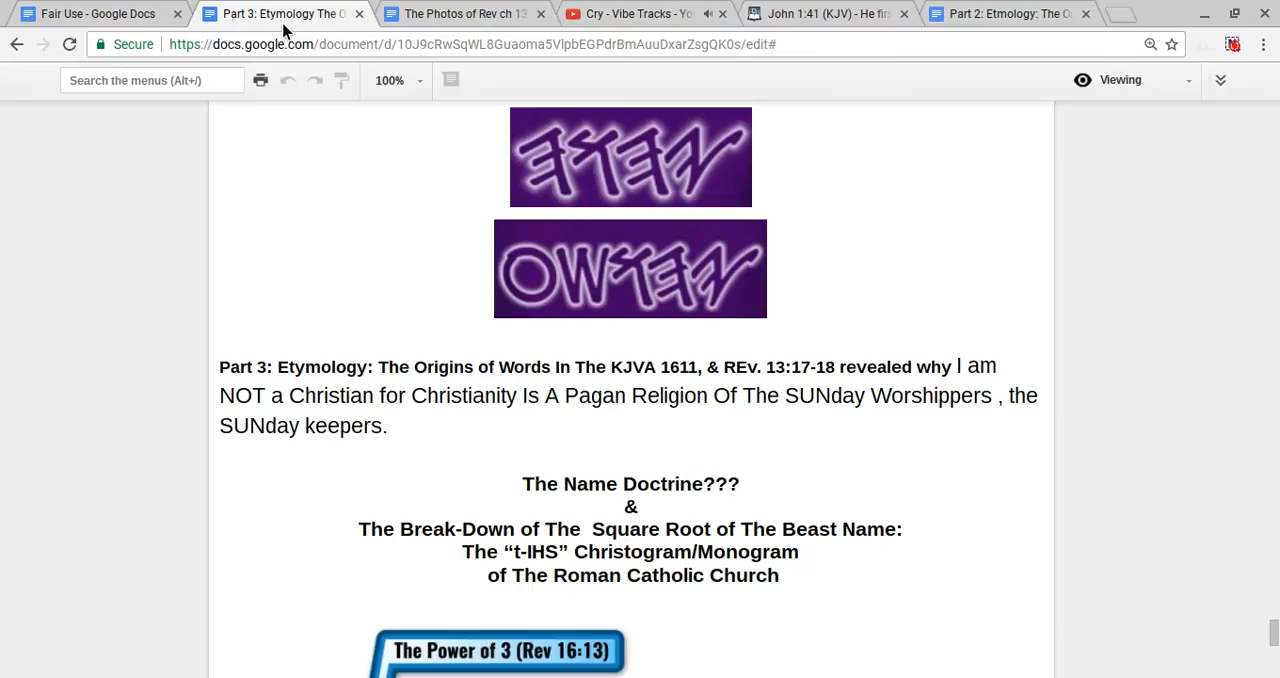 Fair Use - Google Docs
Part 3: Etymology The O
The Photos of Rev ch 13
Cry - Vibe Tracks - Yo
John 1:41 (KJV) - He firs
Part 2: Etmology: The O
Secure
https://docs.google.com/document/d/10J9cRwSqWL8Guaoma5VlpbEGPdrBmAuuDxarZsgQK0s/edit#
Search the menus (Alt+/)
100%
Viewing
𐤉𐤄𐤅𐤄
𐤉𐤄𐤅𐤔𐤏
Part 3: Etymology: The Origins of Words In The KJVA 1611, & REv. 13:17-18 revealed why I am
NOT a Christian for Christianity Is A Pagan Religion Of The SUNday Worshippers , the
SUNday keepers.
The Name Doctrine???
&
The Break-Down of The Square Root of The Beast Name:
The “t-IHS” Christogram/Monogram
of The Roman Catholic Church
The Power of 3 (Rev 16:13)